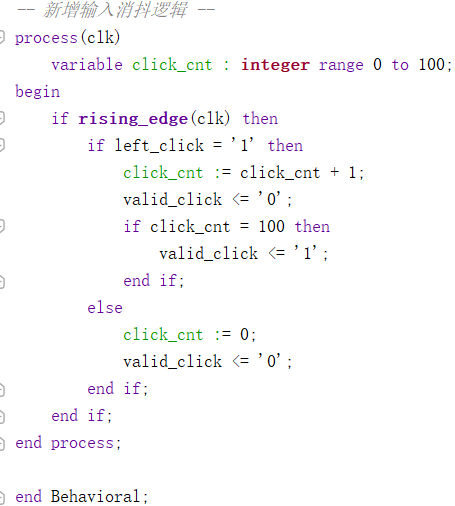 -- 新增输入消抖逻辑 --
process(clk)
    variable click_cnt : integer range 0 to 100;
begin
    if rising_edge(clk) then
        if left_click = '1' then
            click_cnt := click_cnt + 1;
            valid_click <= '0';
            if click_cnt = 100 then
                valid_click <= '1';
            end if;
        else
            click_cnt := 0;
            valid_click <= '0';
        end if;
    end if;
end process;

end Behavioral;